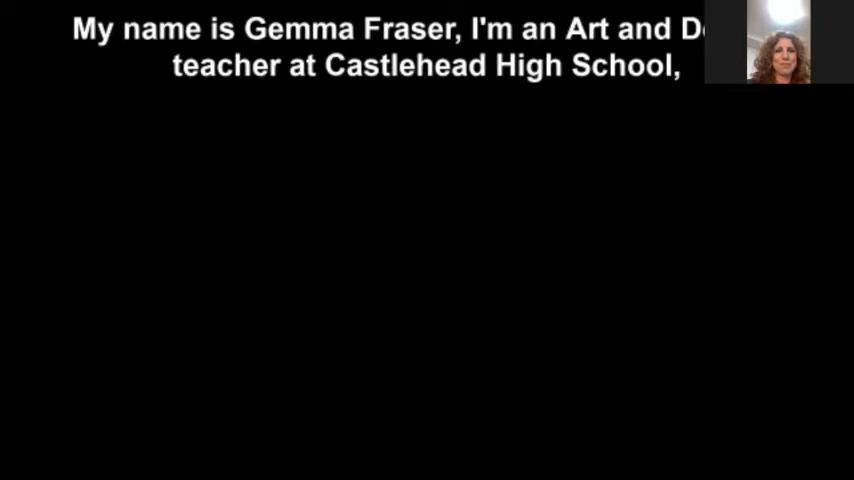 My name is Gemma Fraser, I'm an Art and
teacher at Castlehead High School,